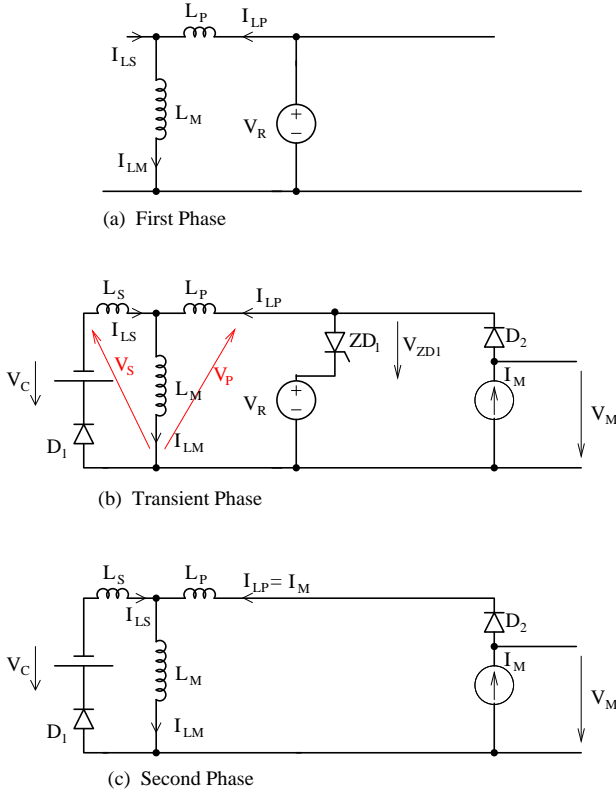 L_P
I_LP
I_LS
L_M
V_R
+
−
I_LM
(a) First Phase
L_S
L_P
I_LP
I_LS
ZD_1
V_ZD1
D_2
V_S
V_P
V_C
L_M
V_R
+
−
I_M
V_M
D_1
I_LM
(b) Transient Phase
L_S
L_P
I_LP = I_M
I_LS
D_2
V_C
L_M
I_M
V_M
D_1
I_LM
(c) Second Phase